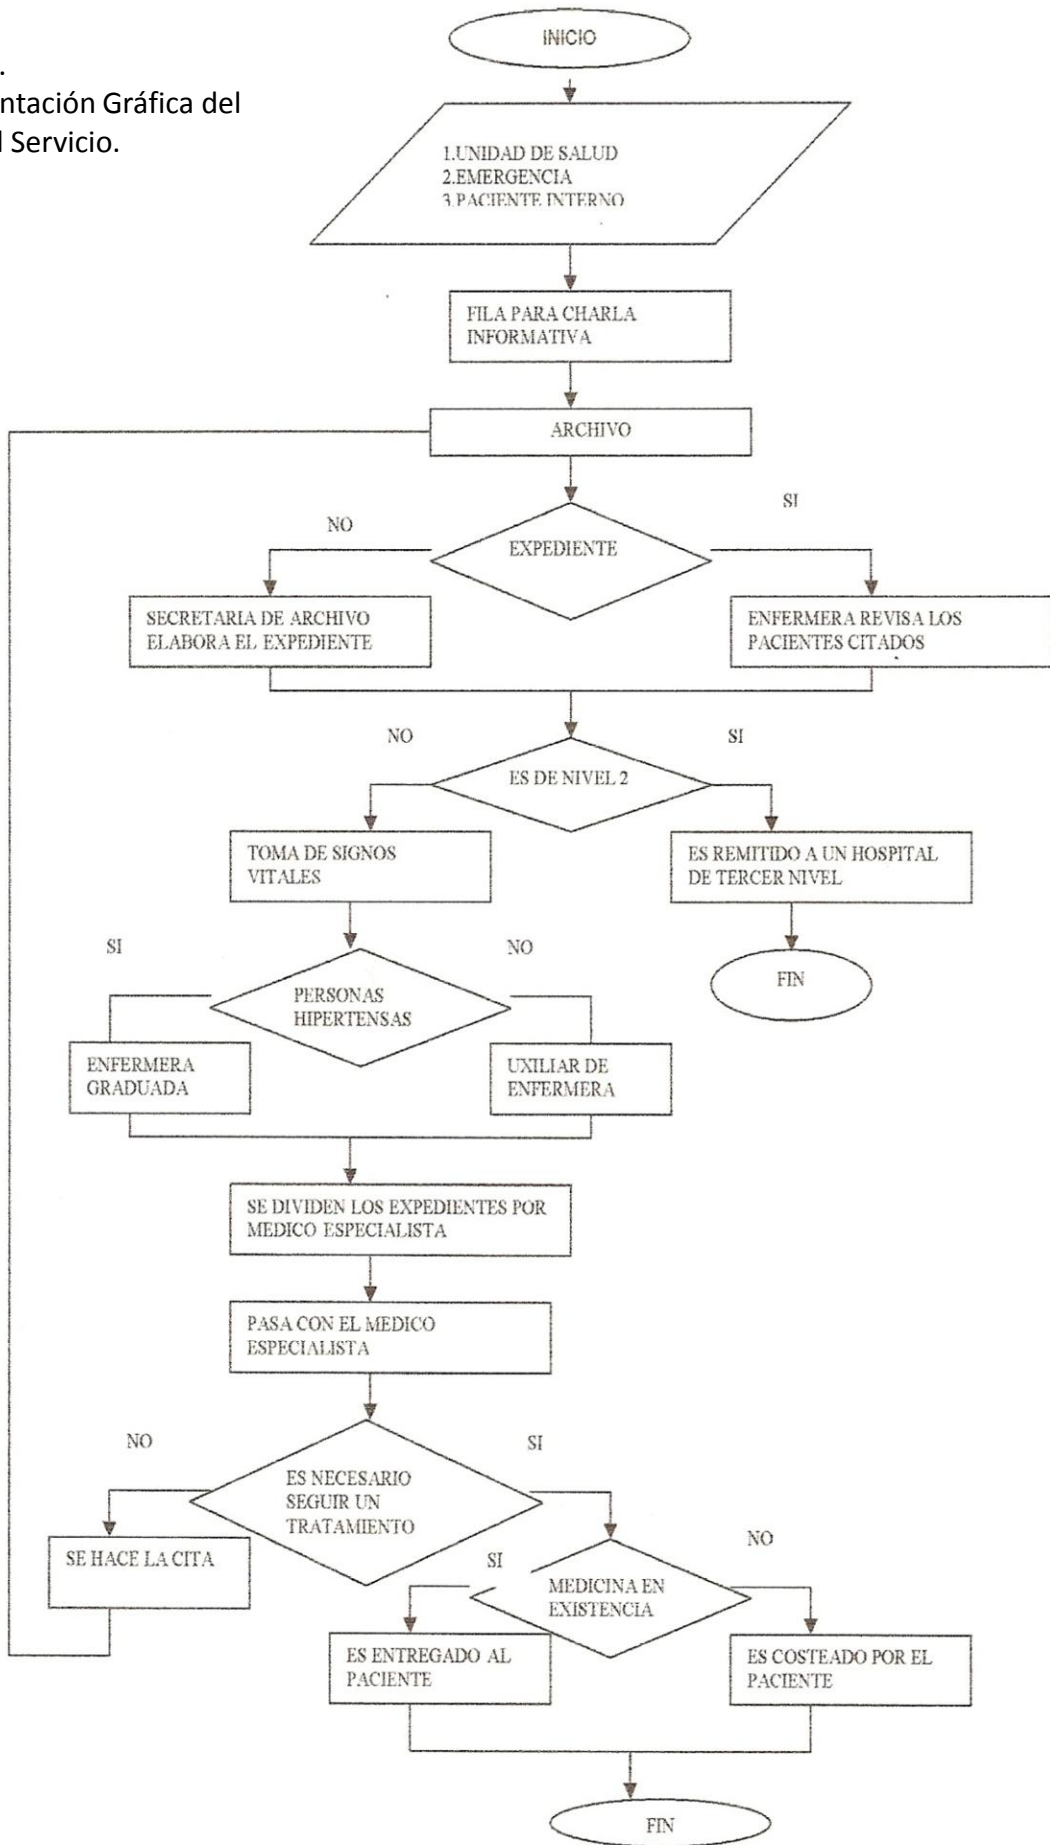 INICIO
.
ntación Gráfica del
l Servicio.
1.UNIDAD DE SALUD
2.EMERGENCIA
3.PACIENTE INTERNO
FILA PARA CHARLA
INFORMATIVA
ARCHIVO
NO
SI
EXPEDIENTE
SECRETARIA DE ARCHIVO
ELABORA EL EXPEDIENTE
ENFERMERA REVISA LOS
PACIENTES CITADOS
NO
SI
ES DE NIVEL 2
TOMA DE SIGNOS
VITALES
ES REMITIDO A UN HOSPITAL
DE TERCER NIVEL
FIN
SI
NO
PERSONAS
HIPERTENSAS
ENFERMERA
GRADUADA
UXILIAR DE
ENFERMERA
SE DIVIDEN LOS EXPEDIENTES POR
MEDICO ESPECIALISTA
PASA CON EL MEDICO
ESPECIALISTA
NO
SI
ES NECESARIO
SEGUIR UN
TRATAMIENTO
SE HACE LA CITA
SI
NO
MEDICINA EN
EXISTENCIA
ES ENTREGADO AL
PACIENTE
ES COSTEADO POR EL
PACIENTE
FIN